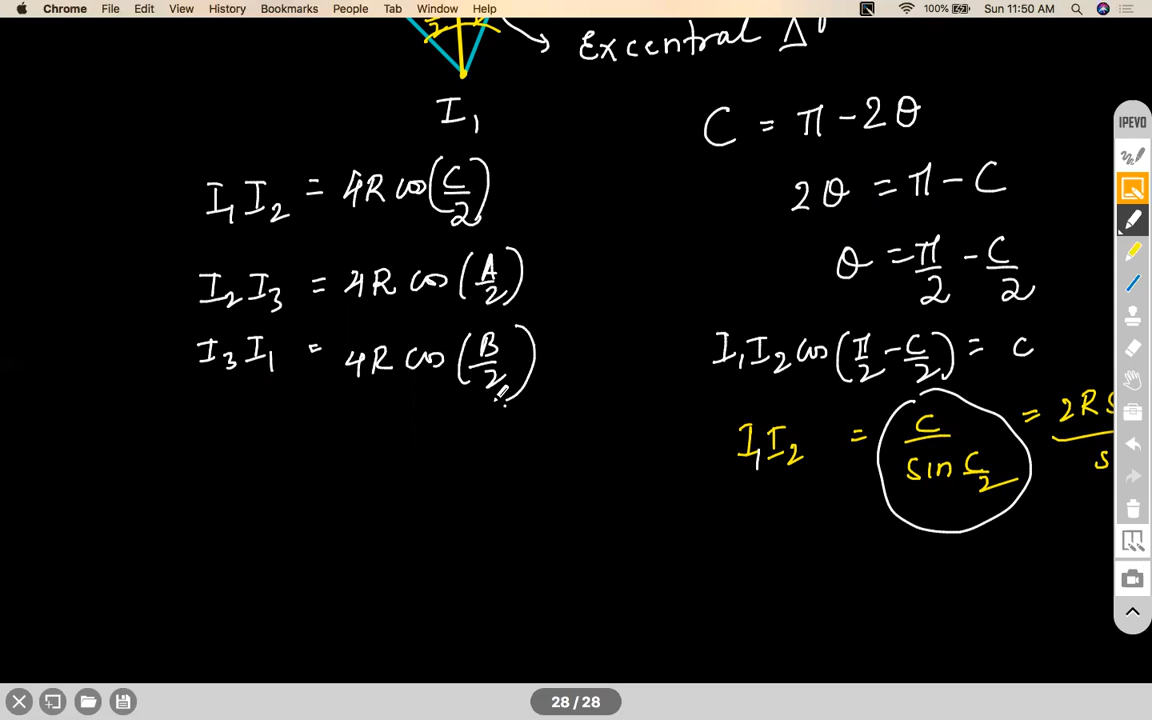 Chrome File Edit View History Bookmarks People Tab Window Help 100% Sun 11:50 AM
Excentral Δ
I₁
C = π - 2θ
I₁I₂ = 4R cos(C/2)
2θ = π - C
I₂I₃ = 4R cos(A/2)
θ = π/2 - C/2
I₃I₁ = 4R cos(B/2)
I₁I₂ cos(π/2 - C/2) = c
I₁I₂ = c/sin C/2 = 2R
IPEVO
28 / 28